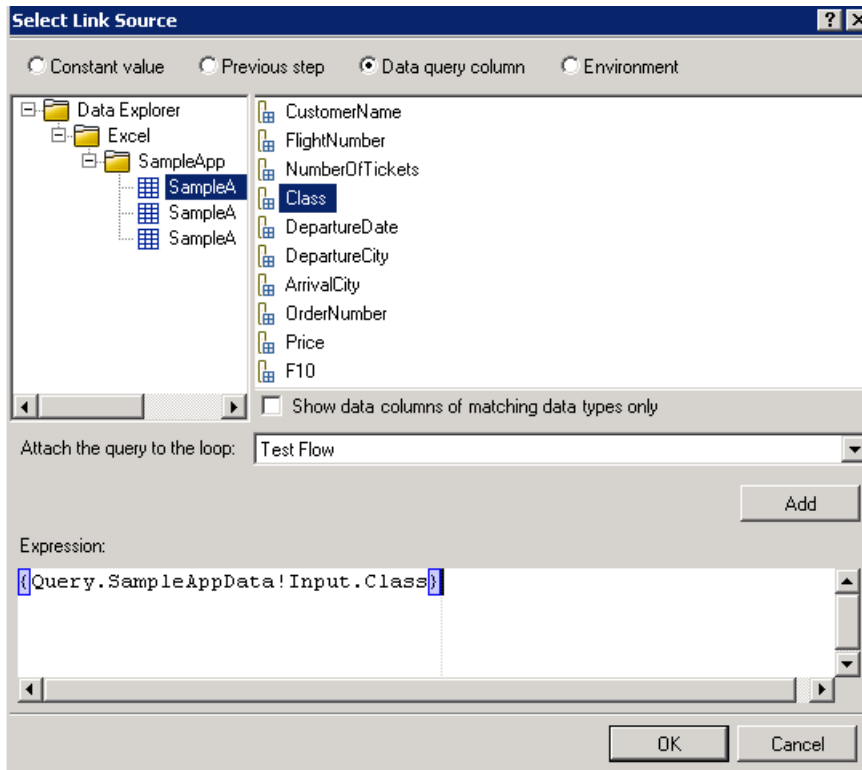 Select Link Source
Constant value Previous step Data query column Environment
Data Explorer
Excel
SampleApp
SampleA
SampleA
SampleA
CustomerName
FlightNumber
NumberOfTickets
Class
DepartureDate
DepartureCity
ArrivalCity
OrderNumber
Price
F10
Show data columns of matching data types only
Attach the query to the loop: Test Flow
Add
Expression:
{Query.SampleAppData!Input.Class}
OK Cancel